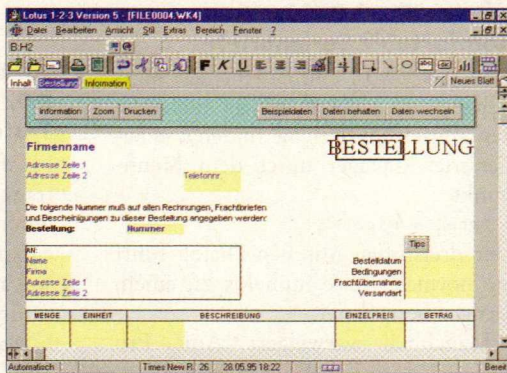 Lotus 1-2-3 Version 5 - [FILE0004.WK4]
Datei Bearbeiten Ansicht Stil Extras Bereich Fenster ?
B:H2
F K U
Inhalt Bestellung Information Neues Blatt
Information Zoom Drucken Beispieldaten Daten behalten Daten wechseln
Firmenname BESTELLUNG
Adresse Zeile 1
Adresse Zeile 2 Telefonnr.
Die folgende Nummer muß auf allen Rechnungen, Frachtbriefen
und Bescheinigungen zu dieser Bestellung angegeben werden:
Bestellung: Nummer
Tips
AN:
Name Bestelldatum
Firma Bedingungen
Adresse Zeile 1 Frachtübernahme
Adresse Zeile 2 Versandart
MENGE EINHEIT BESCHREIBUNG EINZELPREIS BETRAG
Automatisch Times New R 26 28.05.95 18:22 Bereit